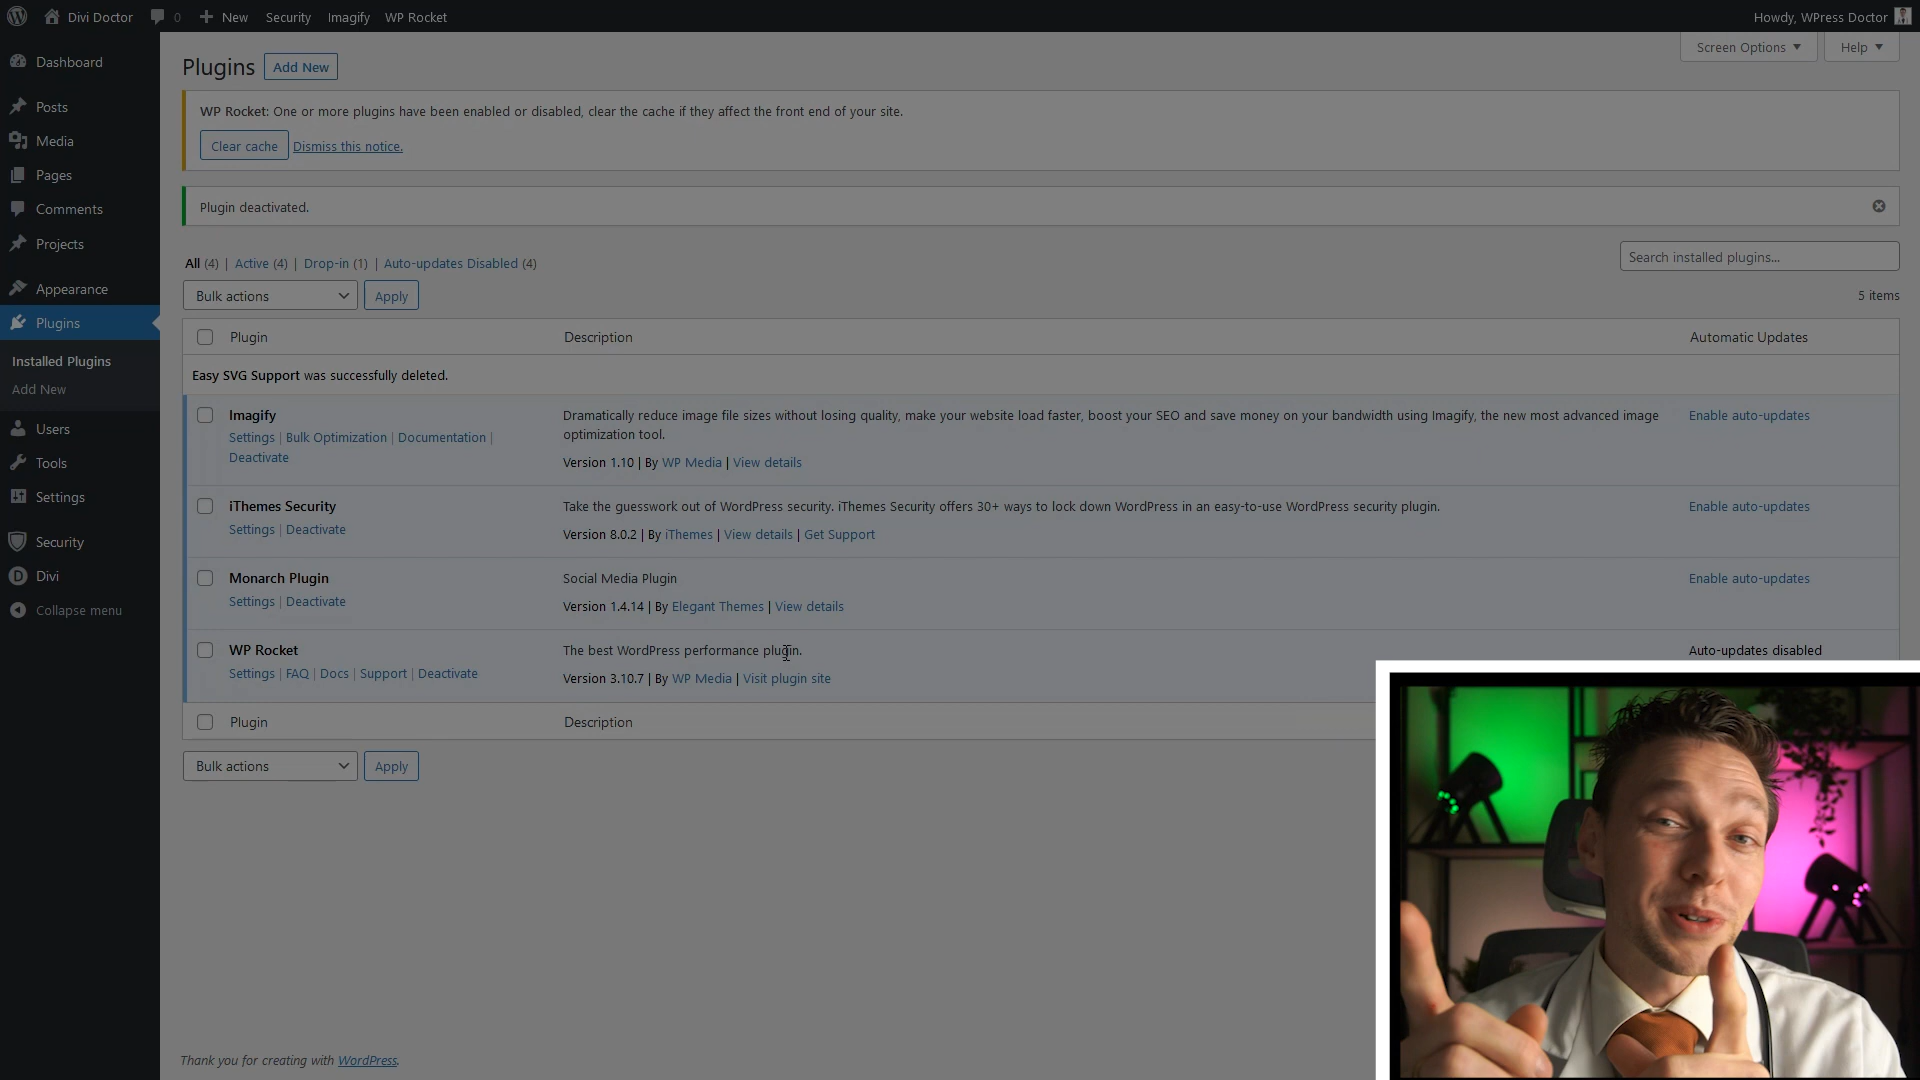 Divi Doctor 0 New Security Imagify WP Rocket Howdy, WPress Doctor
Dashboard
Posts
Media
Pages
Comments
Projects
Appearance
Plugins
Installed Plugins
Add New
Users
Tools
Settings
Security
Divi
Collapse menu
Screen Options Help
Plugins Add New
WP Rocket: One or more plugins have been enabled or disabled, clear the cache if they affect the front end of your site.
Clear cache Dismiss this notice.
Plugin deactivated.
All (4) | Active (4) | Drop-in (1) | Auto-updates Disabled (4)
Search installed plugins...
Bulk actions Apply
5 items
Plugin Description Automatic Updates
Easy SVG Support was successfully deleted.
Imagify Dramatically reduce image file sizes without losing quality, make your website load faster, boost your SEO and save money on your bandwidth using Imagify, the new most advanced image Enable auto-updates
Settings | Bulk Optimization | Documentation | optimization tool.
Deactivate Version 1.10 | By WP Media | View details
iThemes Security Take the guesswork out of WordPress security. iThemes Security offers 30+ ways to lock down WordPress in an easy-to-use WordPress security plugin. Enable auto-updates
Settings | Deactivate Version 8.0.2 | By iThemes | View details | Get Support
Monarch Plugin Social Media Plugin Enable auto-updates
Settings | Deactivate Version 1.4.14 | By Elegant Themes | View details
WP Rocket The best WordPress performance plugin. Auto-updates disabled
Settings | FAQ | Docs | Support | Deactivate Version 3.10.7 | By WP Media | Visit plugin site
Plugin Description
Bulk actions Apply
Thank you for creating with WordPress.